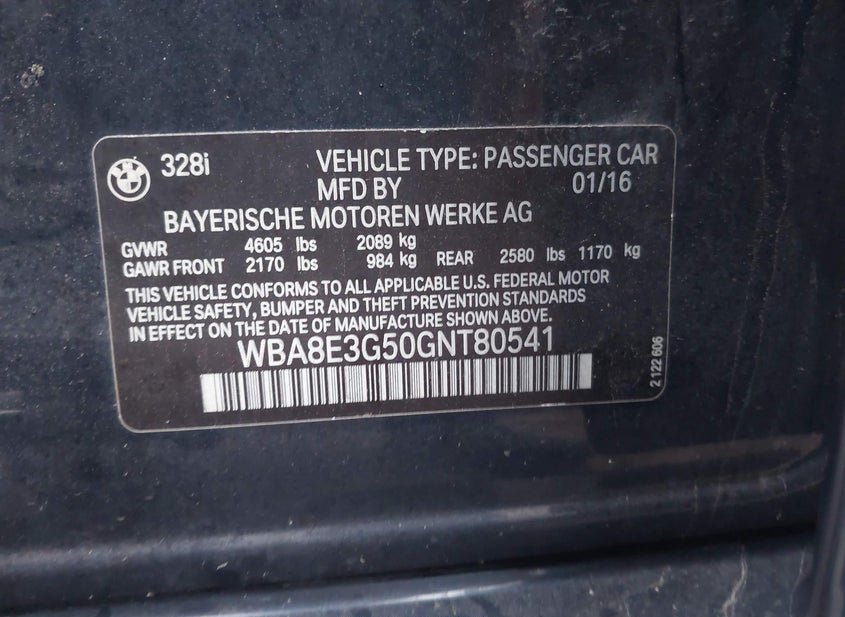 BMW 328i VEHICLE TYPE: PASSENGER CAR
MFD BY 01/16
BAYERISCHE MOTOREN WERKE AG
GVWR 4605 lbs 2089 kg
GAWR FRONT 2170 lbs 984 kg REAR 2580 lbs 1170 kg
THIS VEHICLE CONFORMS TO ALL APPLICABLE U.S. FEDERAL MOTOR
VEHICLE SAFETY, BUMPER AND THEFT PREVENTION STANDARDS
IN EFFECT ON THE DATE OF MANUFACTURE SHOWN ABOVE.
WBA8E3G50GNT80541
2 122 606